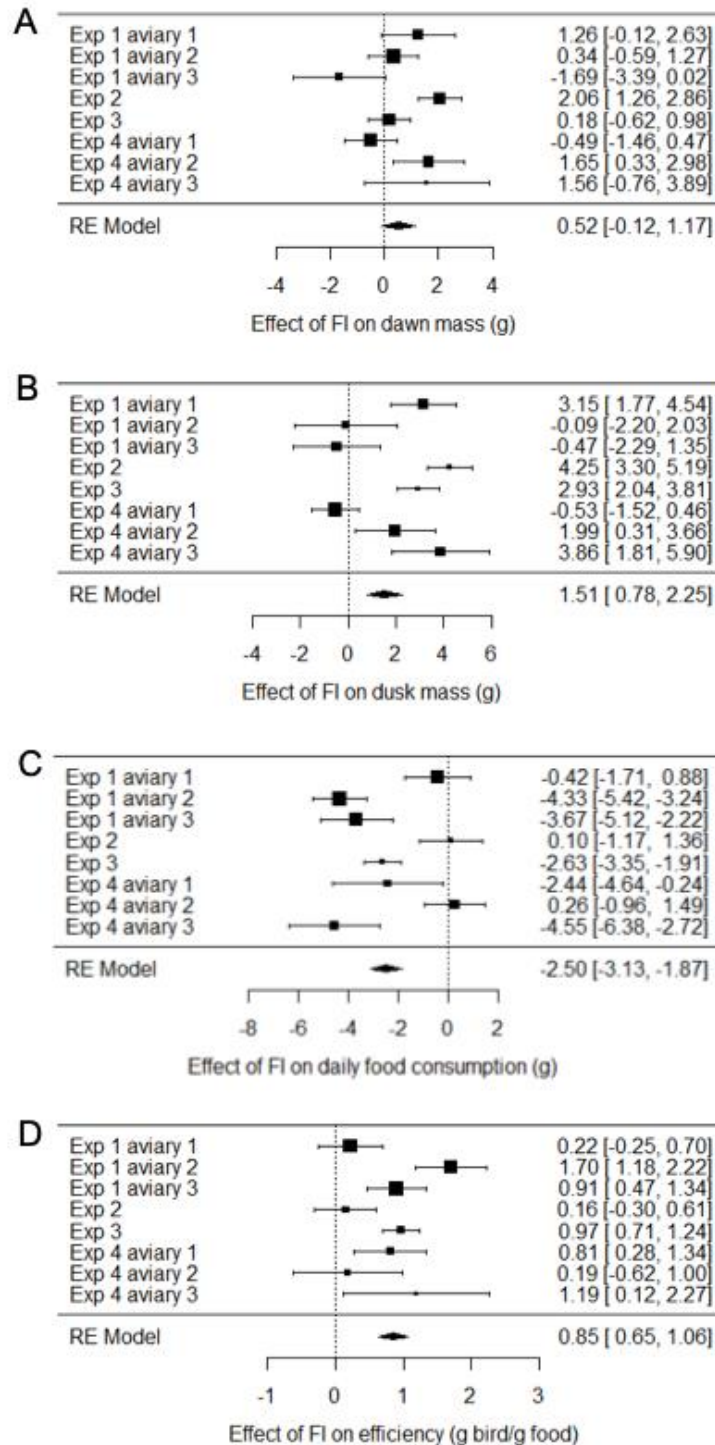 A
Exp 1 aviary 1 1.26 [-0.12, 2.63]
Exp 1 aviary 2 0.34 [-0.59, 1.27]
Exp 1 aviary 3 -1.69 [-3.39, 0.02]
Exp 2 2.06 [ 1.26, 2.86]
Exp 3 0.18 [-0.62, 0.98]
Exp 4 aviary 1 -0.49 [-1.46, 0.47]
Exp 4 aviary 2 1.65 [ 0.33, 2.98]
Exp 4 aviary 3 1.56 [-0.76, 3.89]
RE Model 0.52 [-0.12, 1.17]
-4 -2 0 2 4
Effect of FI on dawn mass (g)
B
Exp 1 aviary 1 3.15 [ 1.77, 4.54]
Exp 1 aviary 2 -0.09 [-2.20, 2.03]
Exp 1 aviary 3 -0.47 [-2.29, 1.35]
Exp 2 4.25 [ 3.30, 5.19]
Exp 3 2.93 [ 2.04, 3.81]
Exp 4 aviary 1 -0.53 [-1.52, 0.46]
Exp 4 aviary 2 1.99 [ 0.31, 3.66]
Exp 4 aviary 3 3.86 [ 1.81, 5.90]
RE Model 1.51 [ 0.78, 2.25]
-4 -2 0 2 4 6
Effect of FI on dusk mass (g)
C
Exp 1 aviary 1 -0.42 [-1.71, 0.88]
Exp 1 aviary 2 -4.33 [-5.42, -3.24]
Exp 1 aviary 3 -3.67 [-5.12, -2.22]
Exp 2 0.10 [-1.17, 1.36]
Exp 3 -2.63 [-3.35, -1.91]
Exp 4 aviary 1 -2.44 [-4.64, -0.24]
Exp 4 aviary 2 0.26 [-0.96, 1.49]
Exp 4 aviary 3 -4.55 [-6.38, -2.72]
RE Model -2.50 [-3.13, -1.87]
-8 -6 -4 -2 0 2
Effect of FI on daily food consumption (g)
D
Exp 1 aviary 1 0.22 [-0.25, 0.70]
Exp 1 aviary 2 1.70 [ 1.18, 2.22]
Exp 1 aviary 3 0.91 [ 0.47, 1.34]
Exp 2 0.16 [-0.30, 0.61]
Exp 3 0.97 [ 0.71, 1.24]
Exp 4 aviary 1 0.81 [ 0.28, 1.34]
Exp 4 aviary 2 0.19 [-0.62, 1.00]
Exp 4 aviary 3 1.19 [ 0.12, 2.27]
RE Model 0.85 [ 0.65, 1.06]
-1 0 1 2 3
Effect of FI on efficiency (g bird/g food)